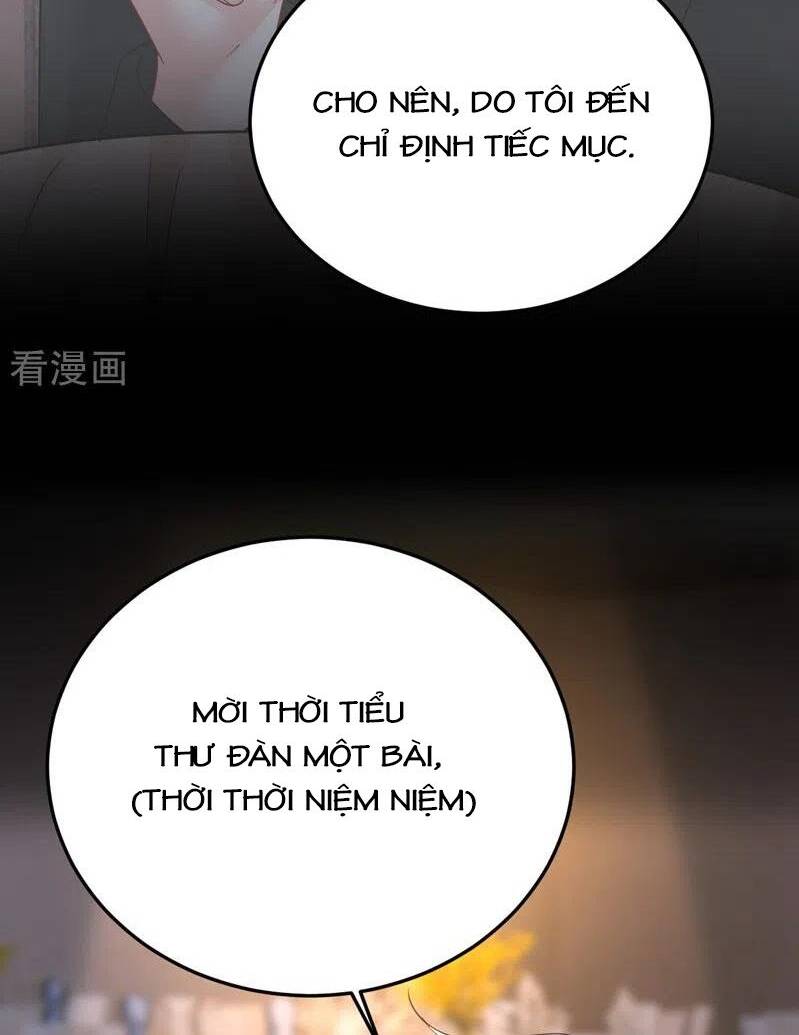 CHO NÊN, DO TÔI ĐẾN
CHỈ ĐỊNH TIẾC MỤC.
看漫画
MỜI THỜI TIỂU
THƯ ĐÀN MỘT BÀI,
(THỜI THỜI NIỆM NIỆM)